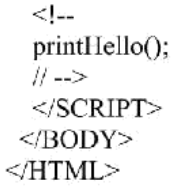 <!--
printHello();
// -->
</SCRIPT>
</BODY>
</HTML>